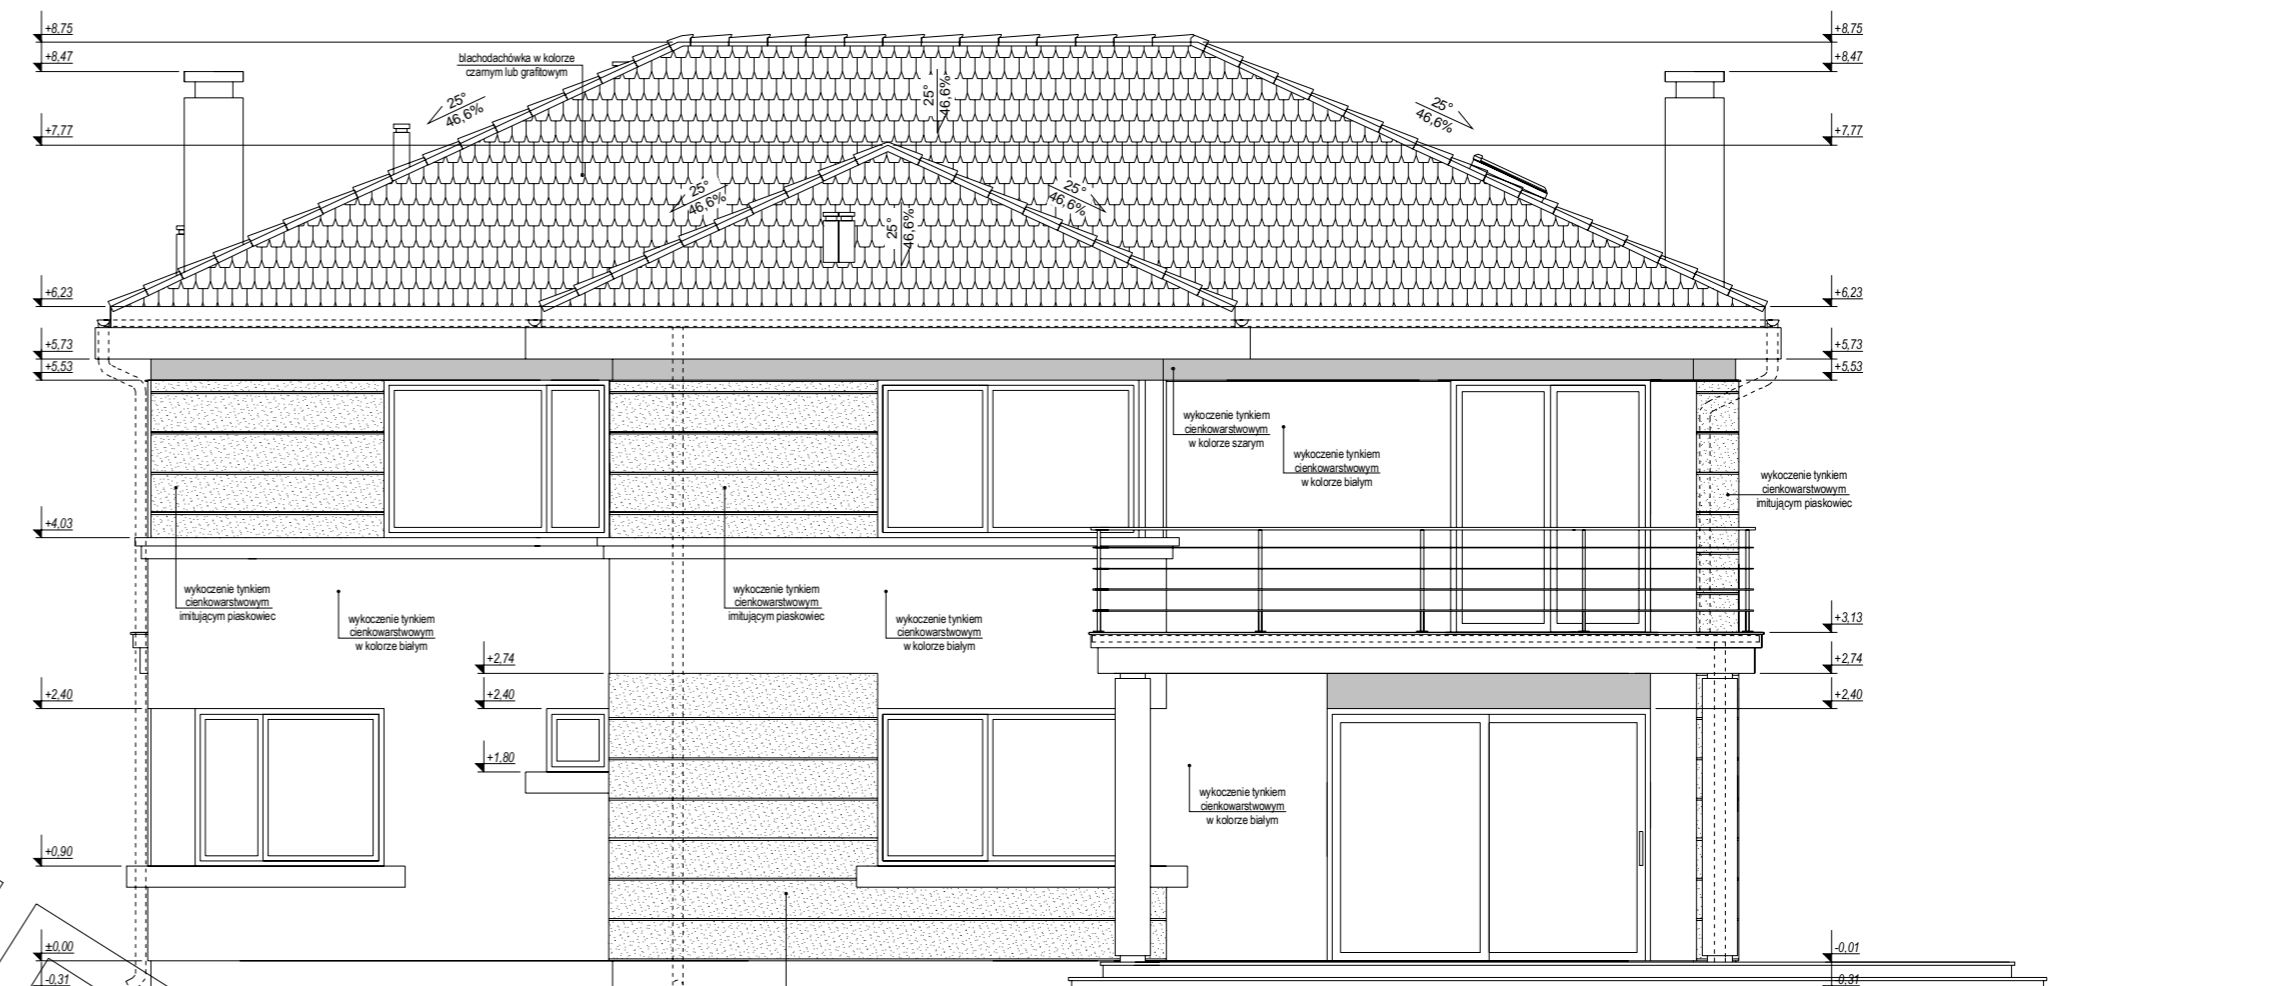 +8,75
+8,47
+7,77
+6,23
+5,73
+5,53
+4,03
+2,40
+0,90
±0,00
-0,31
blachodachówka w kolorze
czarnym lub grafitowym
25°
46,6%
25°
46,6%
25°
46,6%
25°
46,6%
25°
46,6%
25°
46,6%
wykoczenie tynkiem
cienkowarstwowym
w kolorze szarym
wykoczenie tynkiem
cienkowarstwowym
w kolorze białym
wykoczenie tynkiem
cienkowarstwowym
imitującym piaskowiec
wykoczenie tynkiem
cienkowarstwowym
imitującym piaskowiec
wykoczenie tynkiem
cienkowarstwowym
w kolorze białym
wykoczenie tynkiem
cienkowarstwowym
imitującym piaskowiec
wykoczenie tynkiem
cienkowarstwowym
w kolorze białym
+2,74
+2,40
+1,80
wykoczenie tynkiem
cienkowarstwowym
w kolorze białym
+8,75
+8,47
+7,77
+6,23
+5,73
+5,53
+3,13
+2,74
+2,40
-0,01
-0,31